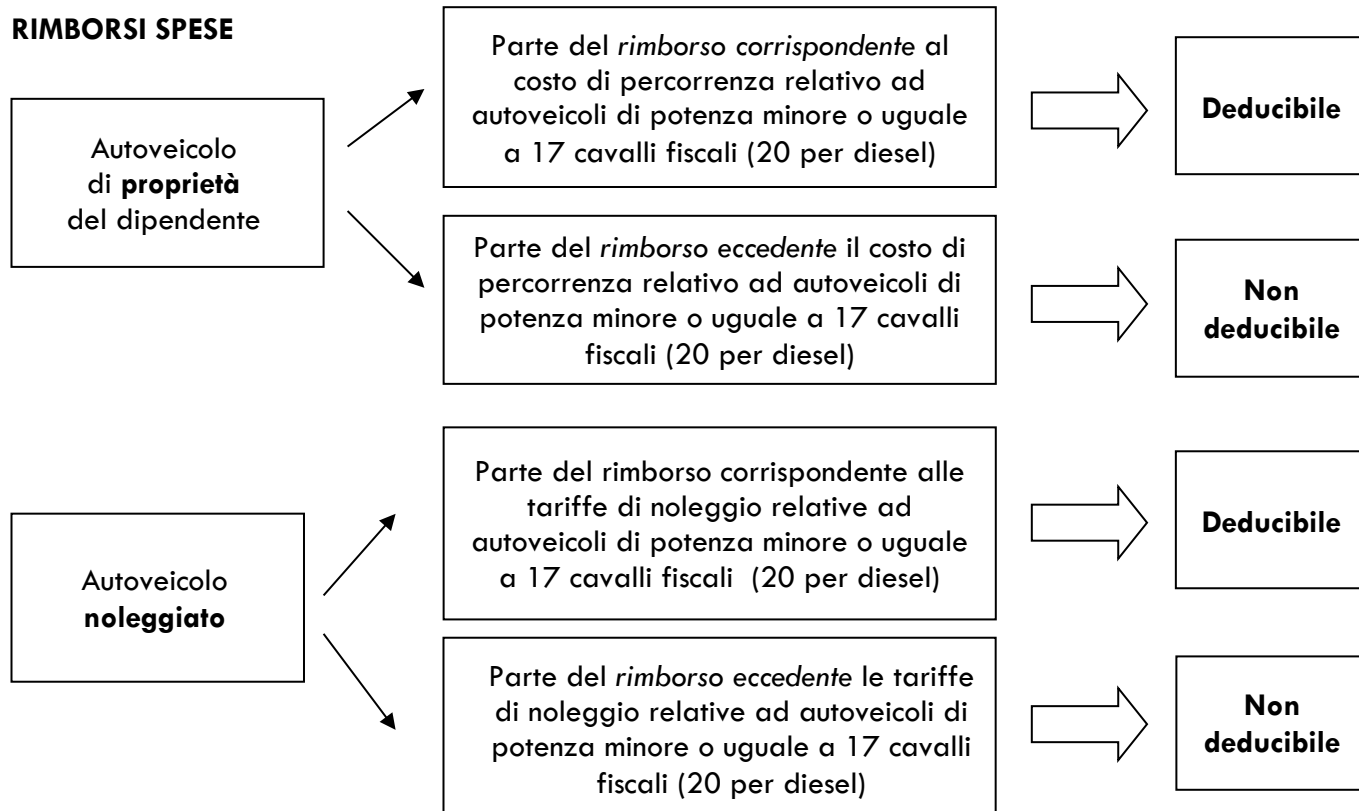 RIMBORSI SPESE
Autoveicolo
di proprietà
del dipendente
Parte del rimborso corrispondente al
costo di percorrenza relativo ad
autoveicoli di potenza minore o uguale
a 17 cavalli fiscali (20 per diesel)
Deducibile
Parte del rimborso eccedente il costo di
percorrenza relativo ad autoveicoli di
potenza minore o uguale a 17 cavalli
fiscali (20 per diesel)
Non
deducibile
Autoveicolo
noleggiato
Parte del rimborso corrispondente alle
tariffe di noleggio relative ad
autoveicoli di potenza minore o uguale
a 17 cavalli fiscali (20 per diesel)
Deducibile
Parte del rimborso eccedente le tariffe
di noleggio relative ad autoveicoli di
potenza minore o uguale a 17 cavalli
fiscali (20 per diesel)
Non
deducibile